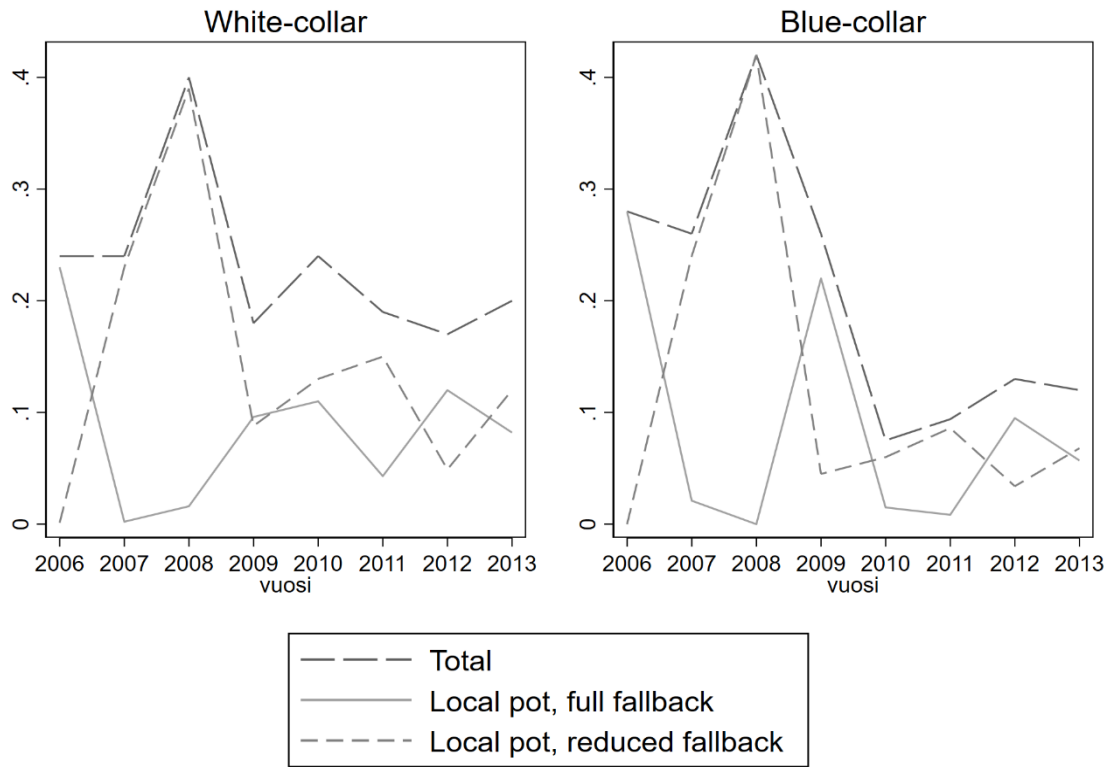 White-collar
.4
.3
.2
.1
0
2006 2007 2008 2009 2010 2011 2012 2013
vuosi
Blue-collar
.4
.3
.2
.1
0
2006 2007 2008 2009 2010 2011 2012 2013
vuosi
Total
Local pot, full fallback
Local pot, reduced fallback